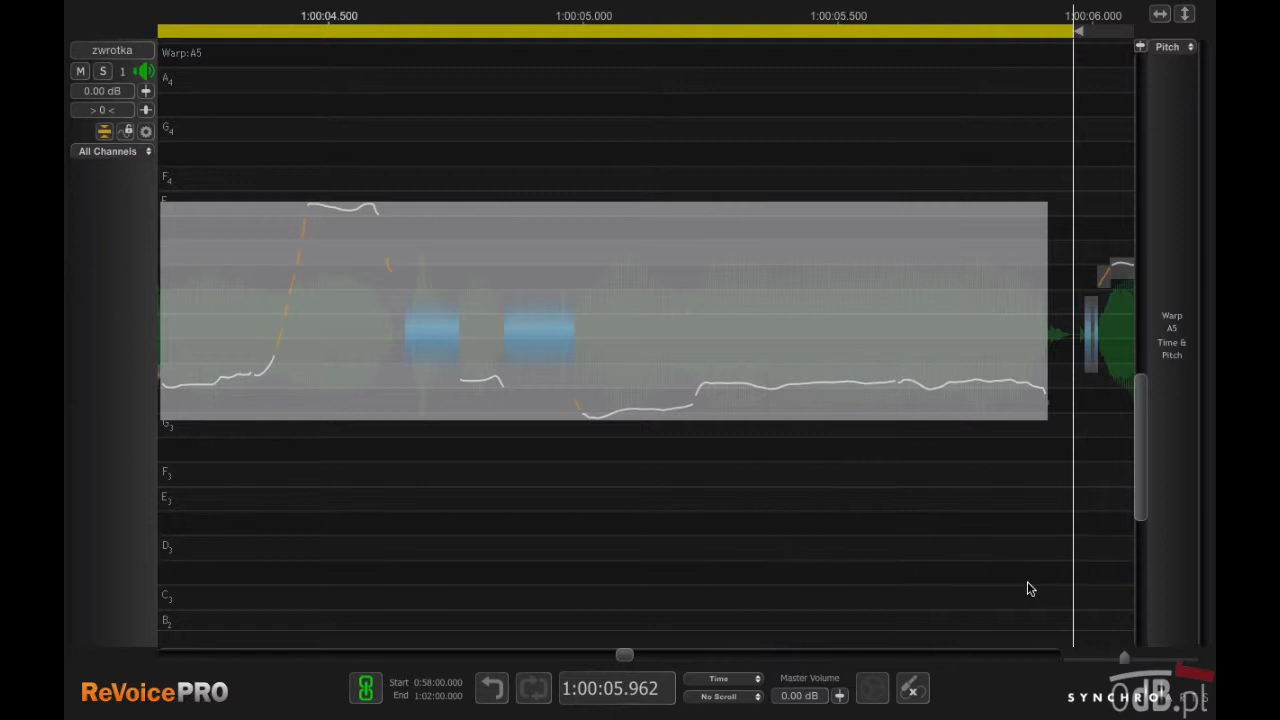 1:00:04.500 1:00:05.000 1:00:05.500 1:00:06.000
zwrotka
Warp:A5
Pitch
M S 1
A4
0.00 dB
> 0 <
G4
All Channels
F4
Warp
A5
Time &
Pitch
G3
F3
E3
D3
C3
B2
ReVoicePRO
Start 0:58:00.000
End 1:02:00.000
1:00:05.962
Time
No Scroll
Master Volume
0.00 dB
SYNCHRO
0dB.pl